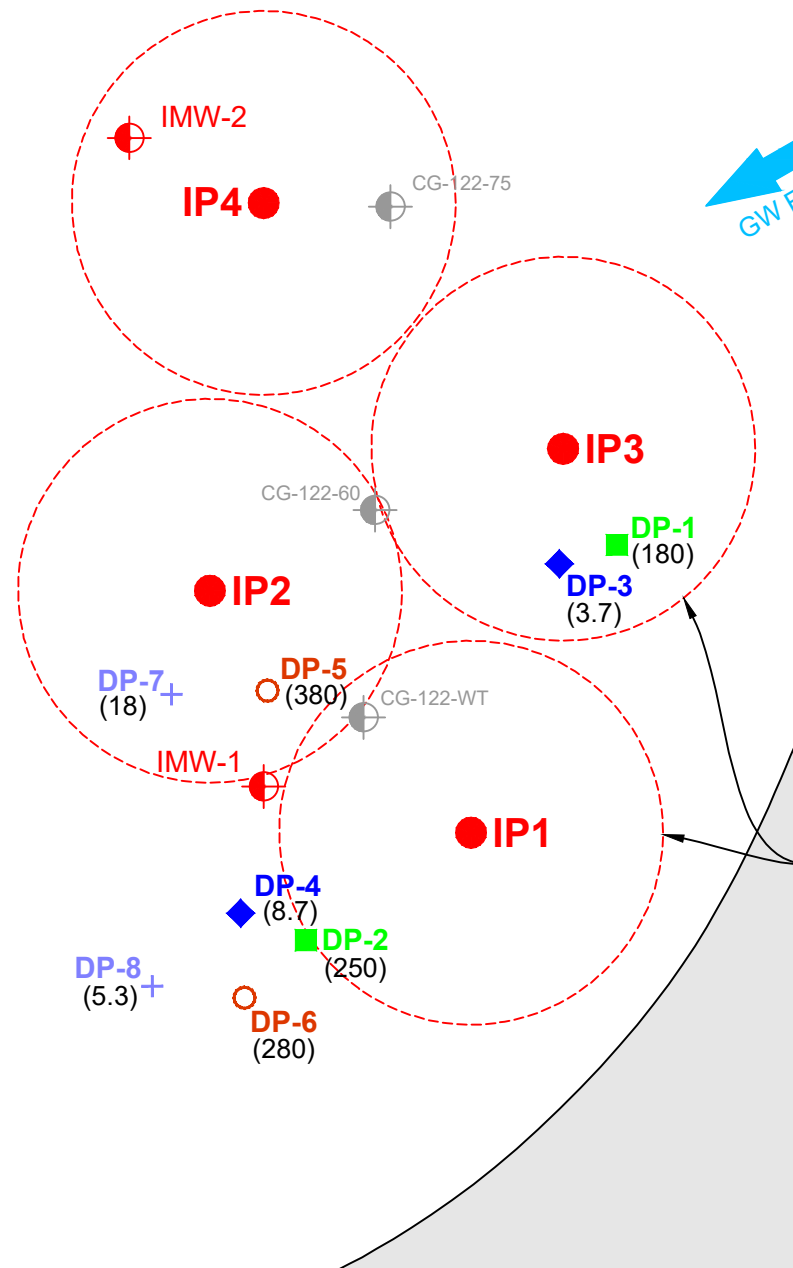 IMW-2
CG-122-75
IP4
GW
IP3
CG-122-60
DP-1
(180)
DP-3
(3.7)
IP2
DP-5
(380)
DP-7
(18)
CG-122-WT
IMW-1
IP1
DP-4
(8.7)
DP-2
(250)
DP-8
(5.3)
DP-6
(280)